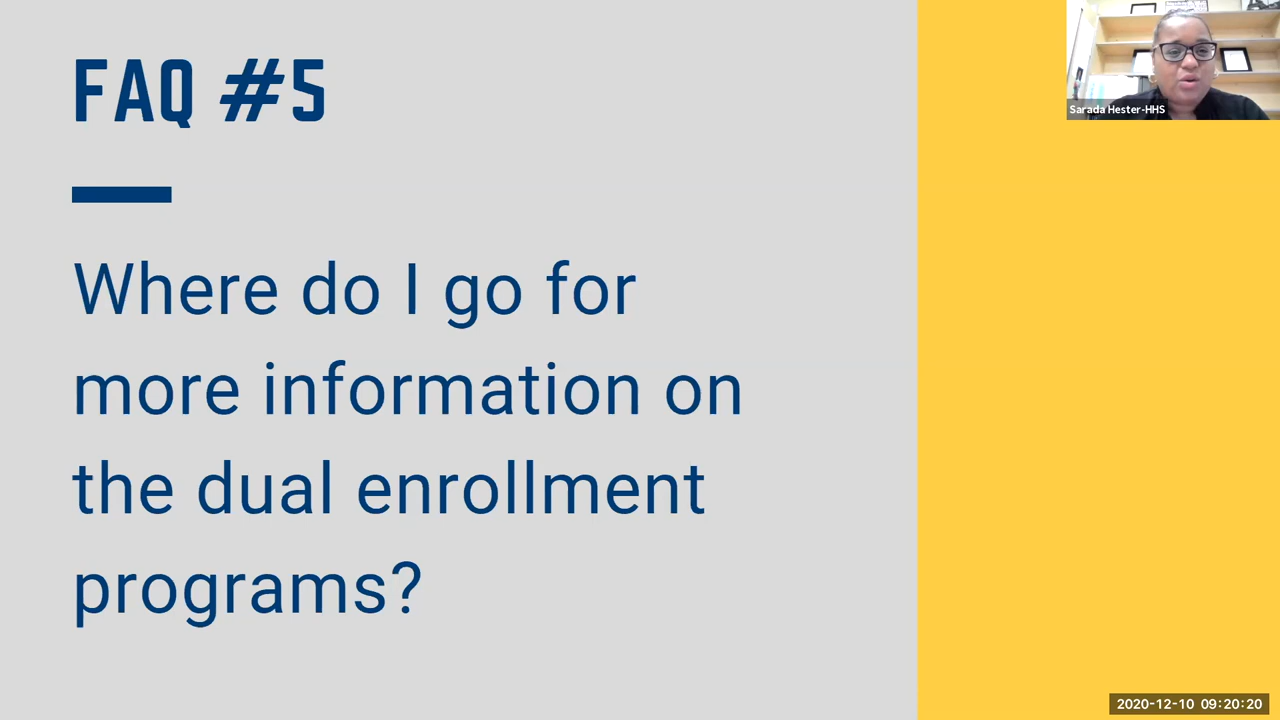 FAQ #5
Where do I go for
more information on
the dual enrollment
programs?
Sarada Hester-HHS
2020-12-10 09:20:20